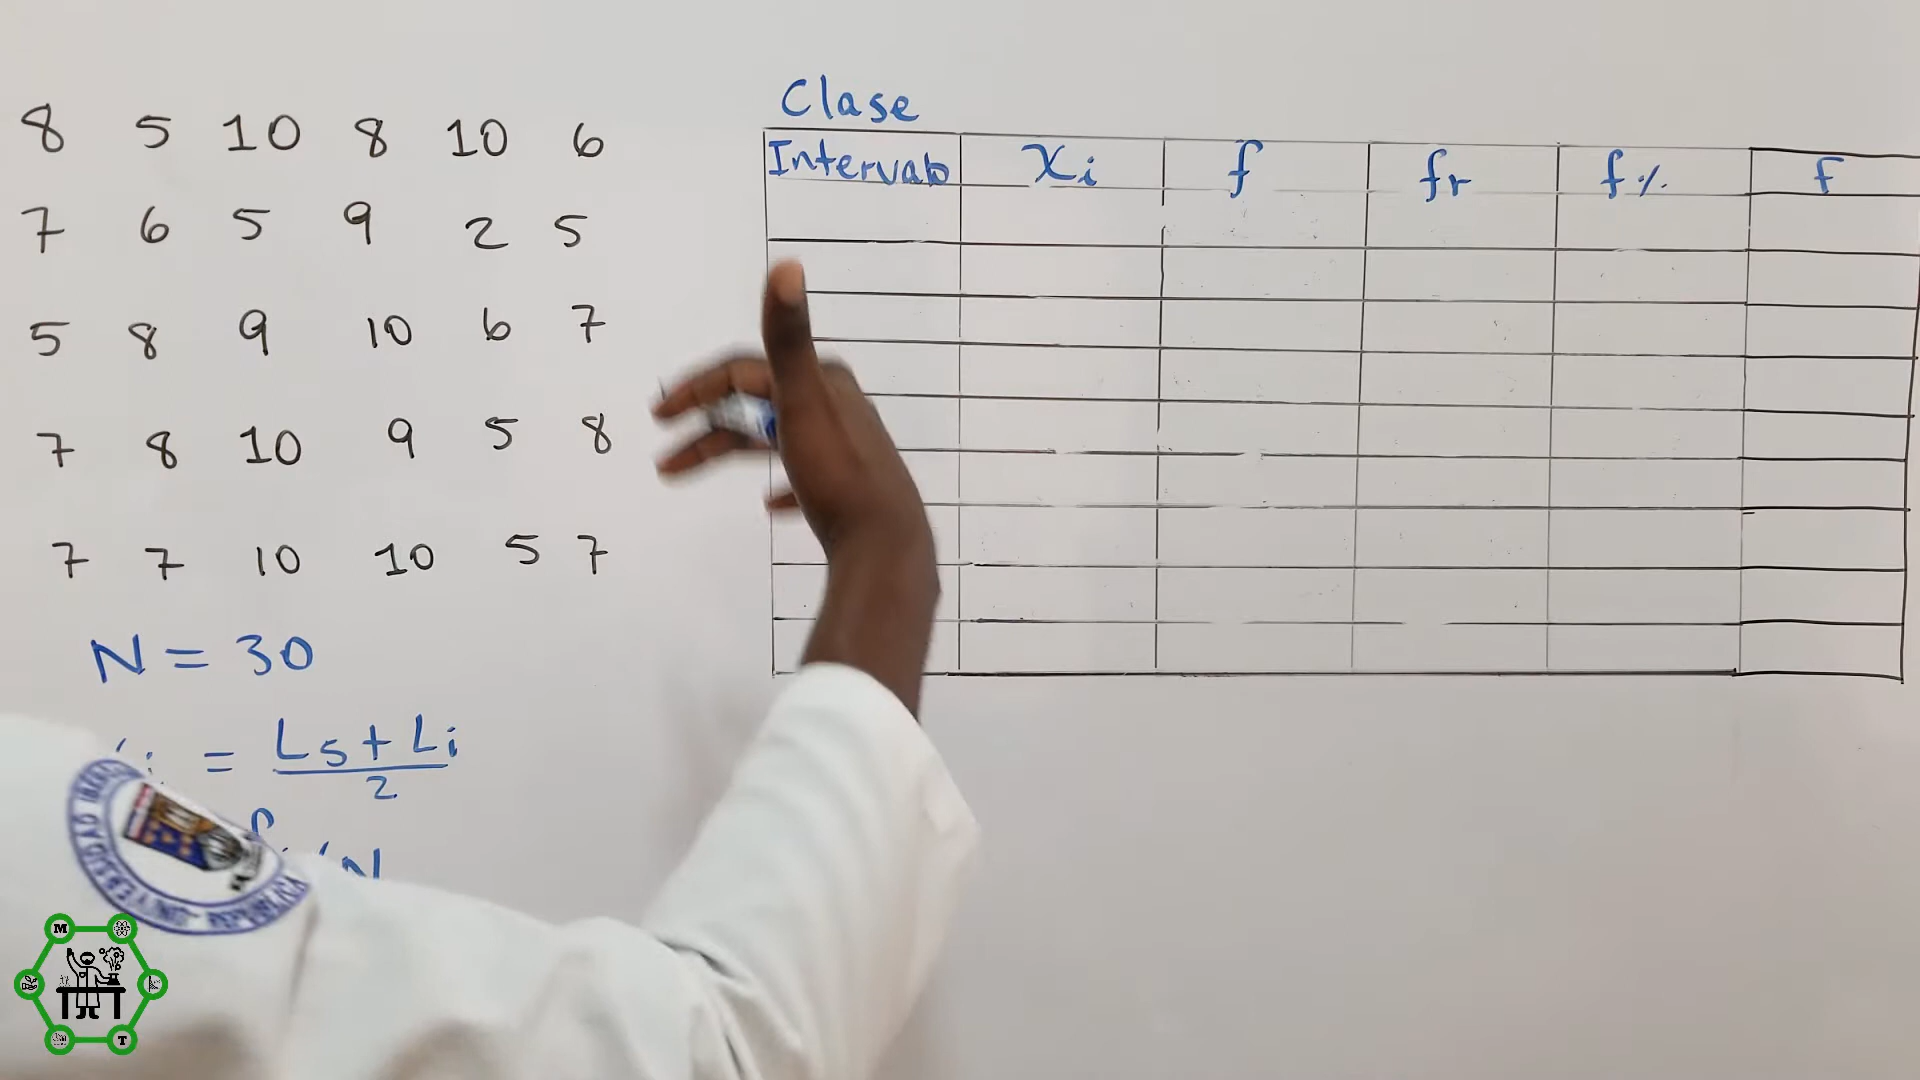 8 5 10 8 10 6
7 6 5 9 2 5
5 8 9 10 6 7
7 8 10 9 5 8
7 7 10 10 5 7
N = 30
i = Ls + Li
2
/N
Clase
Intervalo xi f fr f% F
M
T